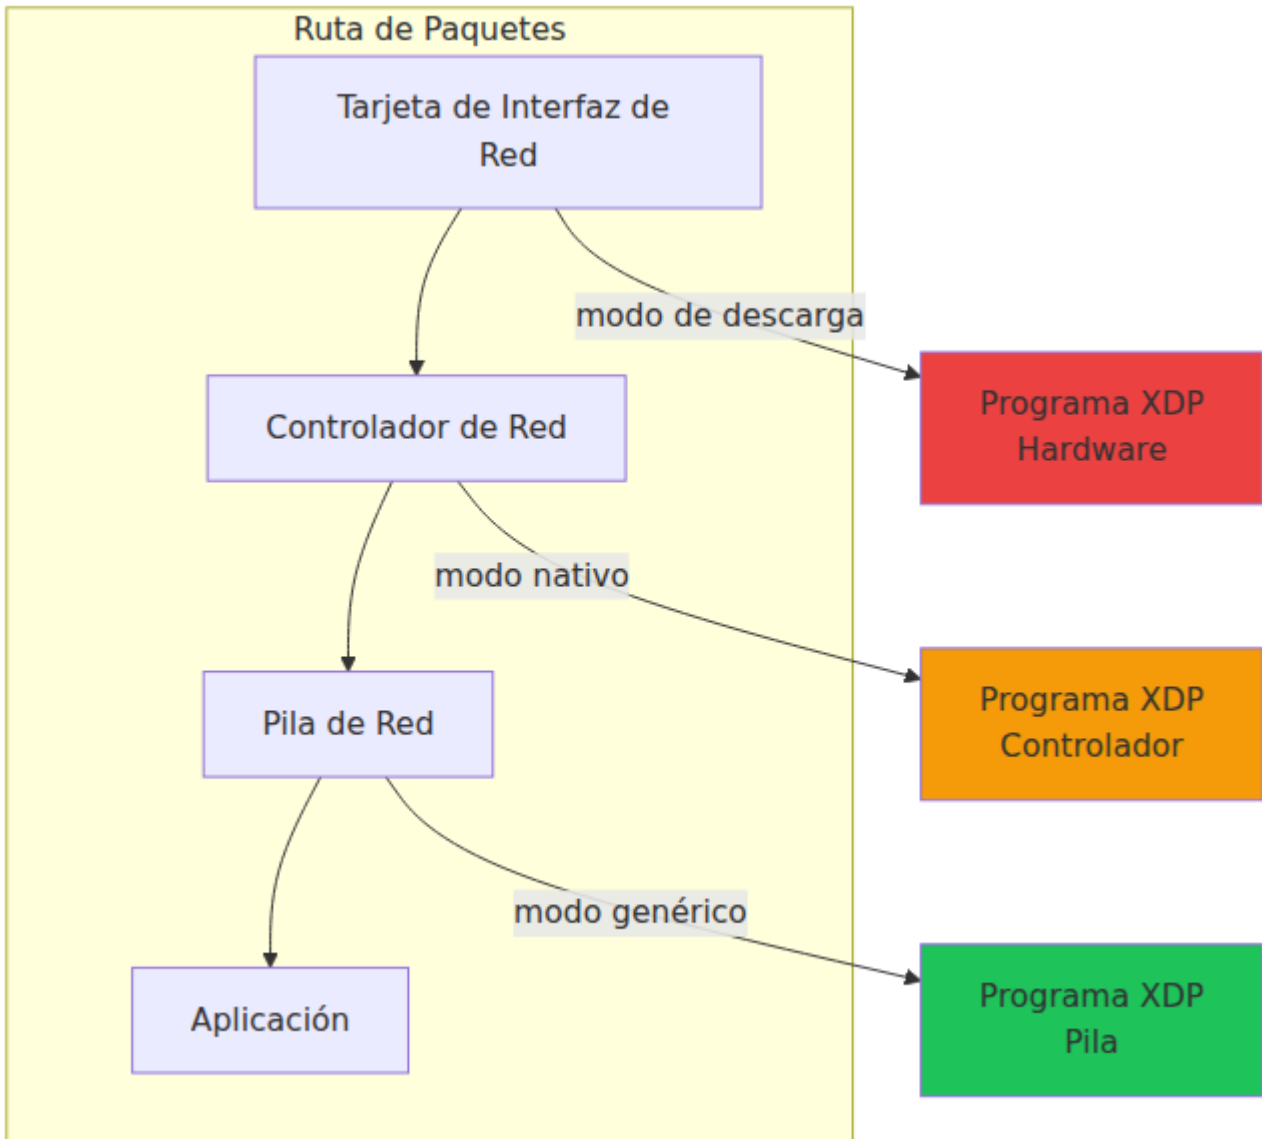 Ruta de Paquetes
Tarjeta de Interfaz de
Red
modo de descarga
Programa XDP
Hardware
Controlador de Red
modo nativo
Programa XDP
Controlador
Pila de Red
modo genérico
Programa XDP
Pila
Aplicación